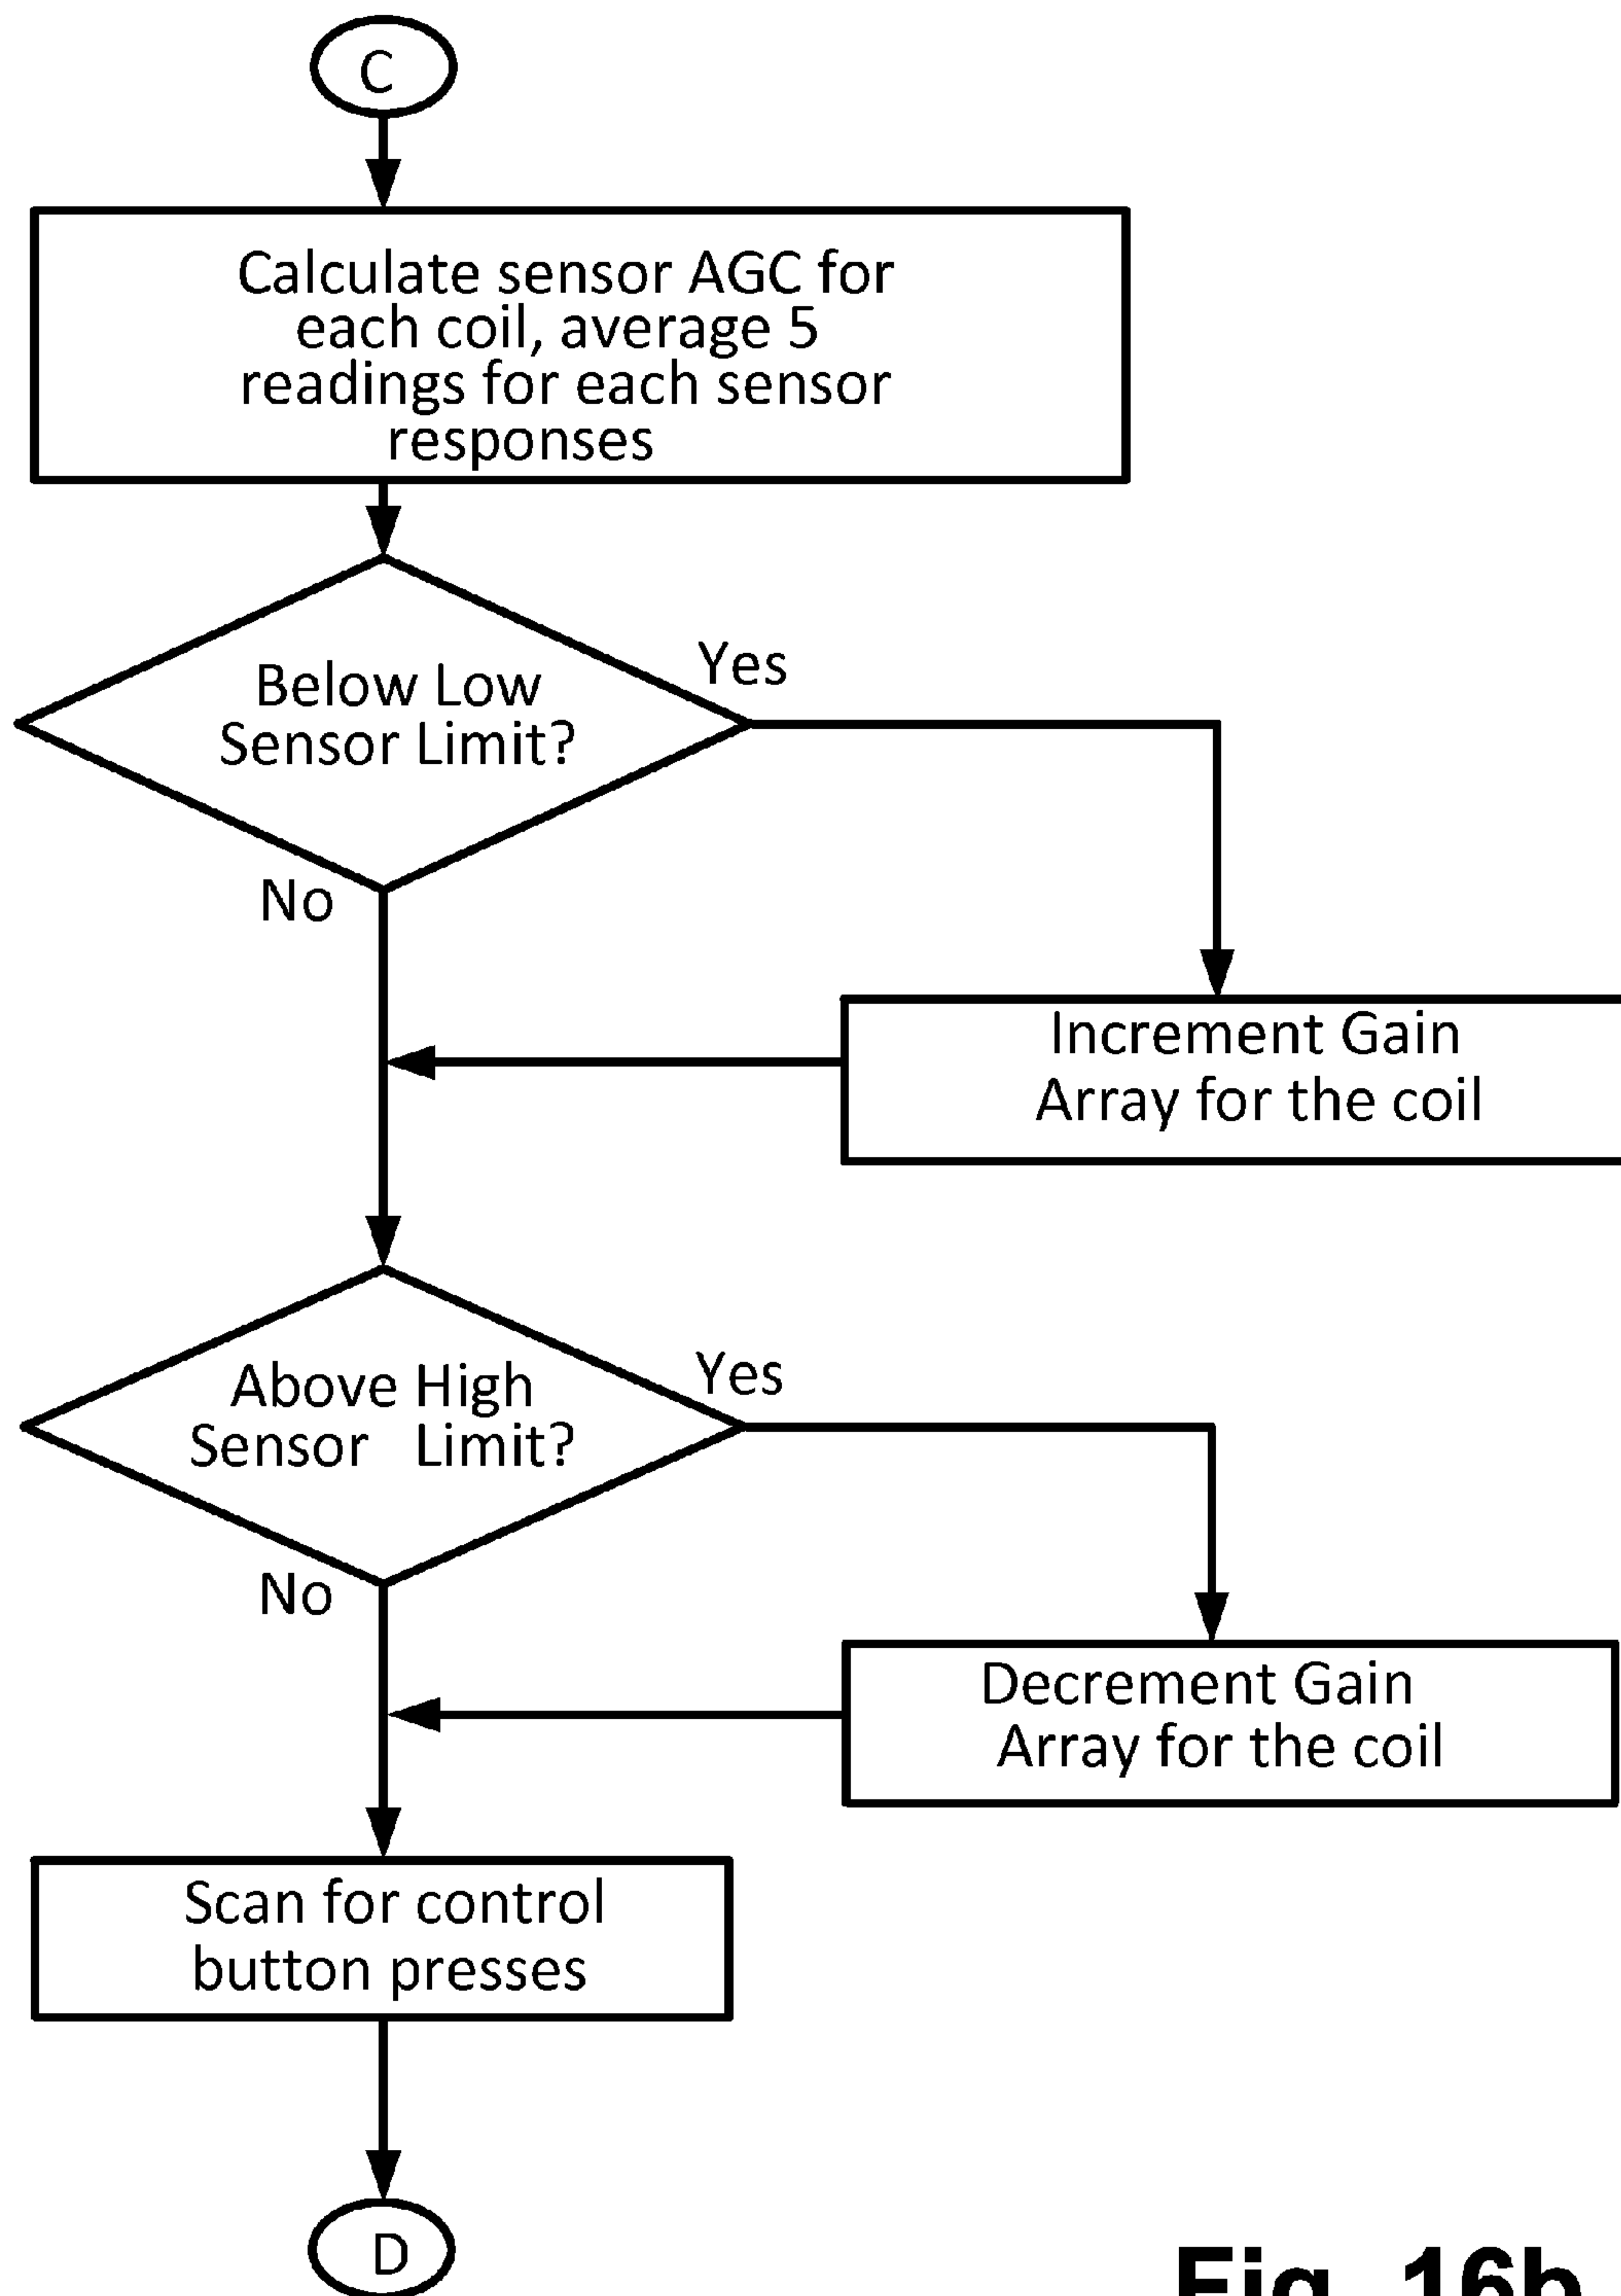 C
Calculate sensor AGC for
each coil, average 5
readings for each sensor
responses
Below Low
Sensor Limit?
Yes
No
Increment Gain
Array for the coil
Above High
Sensor Limit?
Yes
No
Decrement Gain
Array for the coil
Scan for control
button presses
D
Fig. 16b